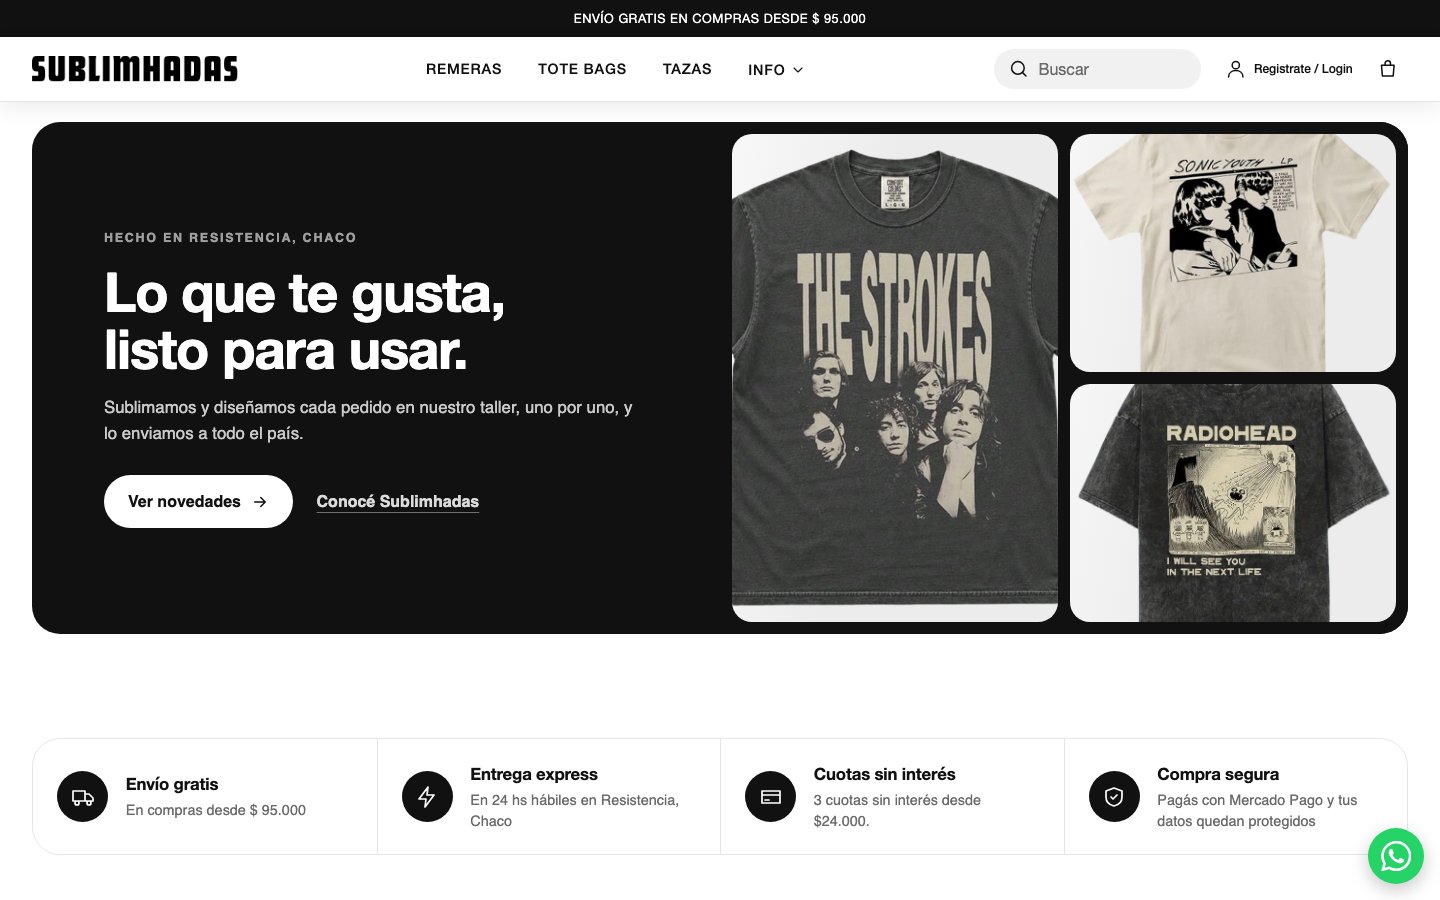 ENVÍO GRATIS EN COMPRAS DESDE $ 95.000
SUBLIMHADAS
REMERAS
TOTE BAGS
TAZAS
INFO
Buscar
Registrate / Login
HECHO EN RESISTENCIA, CHACO
Lo que te gusta,
listo para usar.
Sublimamos y diseñamos cada pedido en nuestro taller, uno por uno, y
lo enviamos a todo el país.
Ver novedades
Conocé Sublimhadas
COMFORT
COLORS
THE STROKES
SONIC YOUTH · LP
RADIOHEAD
I WILL SEE YOU
IN THE NEXT LIFE
Envío gratis
En compras desde $ 95.000
Entrega express
En 24 hs hábiles en Resistencia,
Chaco
Cuotas sin interés
3 cuotas sin interés desde
$24.000.
Compra segura
Pagás con Mercado Pago y tus
datos quedan protegidos